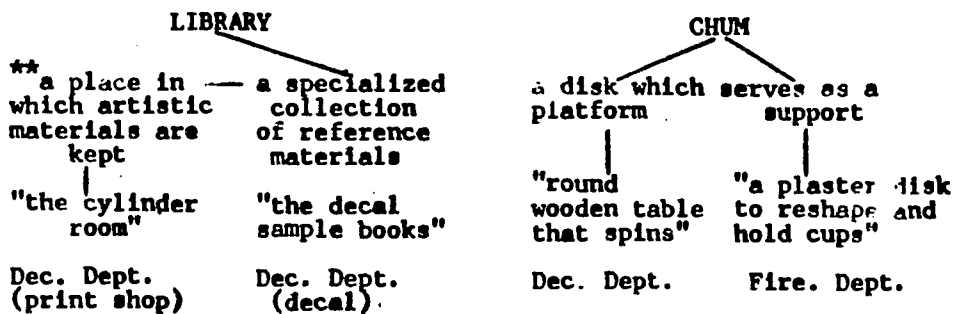 LIBRARY
**a place in which artistic materials are kept
a specialized collection of reference materials
"the cylinder room"
"the decal sample books"
Dec. Dept. (print shop)
Dec. Dept. (decal)
CHUM
a disk which serves as a
platform
support
"round wooden table that spins"
"a plaster disk to reshape and hold cups"
Dec. Dept.
Fire. Dept.